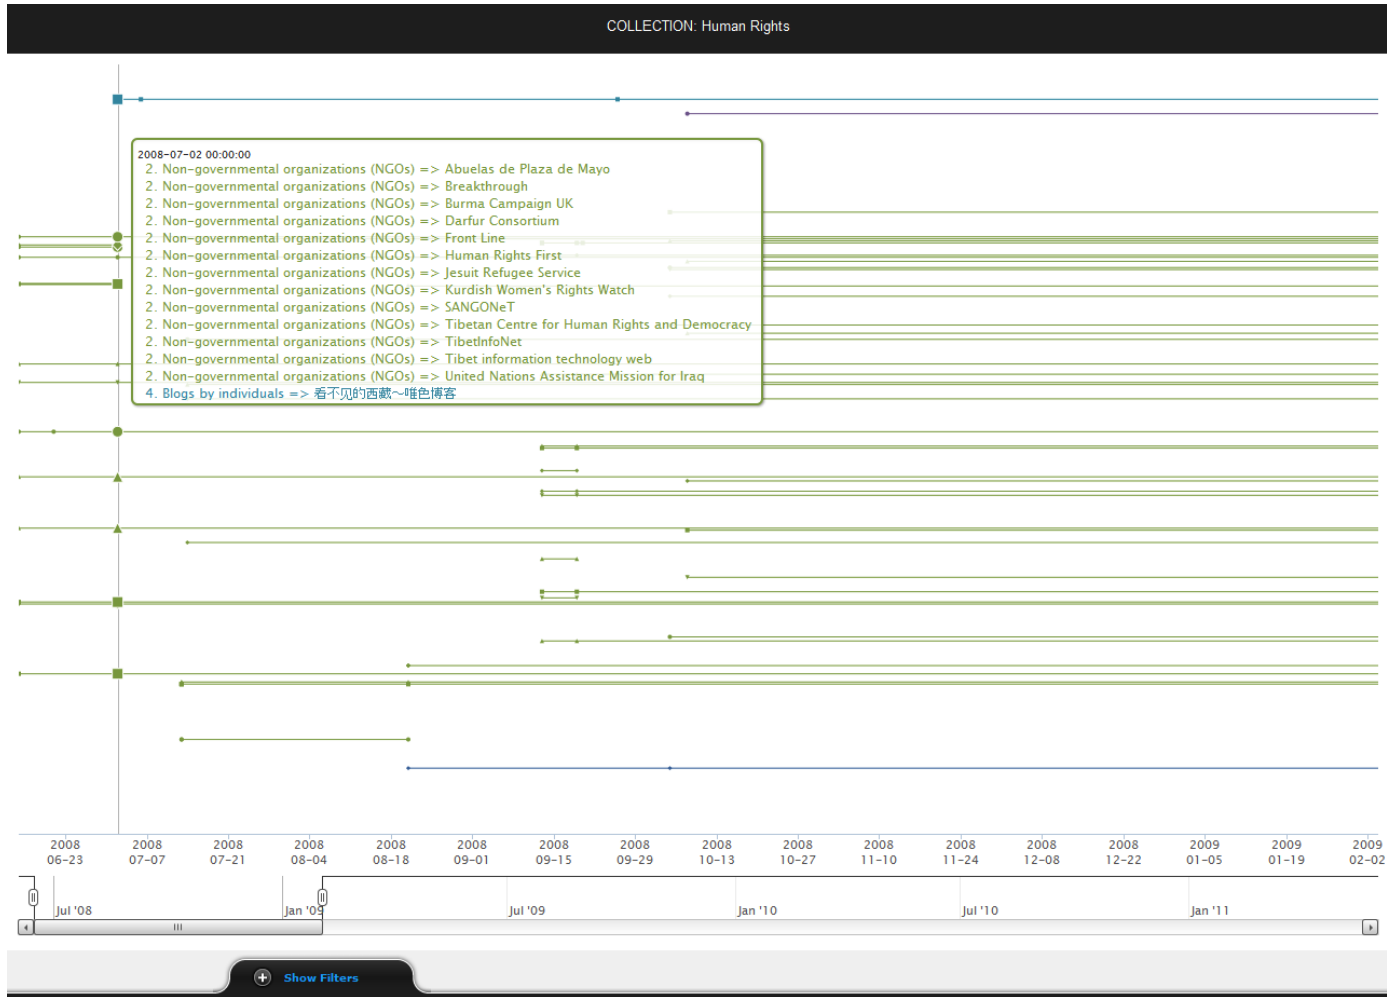 COLLECTION: Human Rights
2008-07-02 00:00:00
2. Non-governmental organizations (NGOs) => Abuelas de Plaza de Mayo
2. Non-governmental organizations (NGOs) => Breakthrough
2. Non-governmental organizations (NGOs) => Burma Campaign UK
2. Non-governmental organizations (NGOs) => Darfur Consortium
2. Non-governmental organizations (NGOs) => Front Line
2. Non-governmental organizations (NGOs) => Human Rights First
2. Non-governmental organizations (NGOs) => Jesuit Refugee Service
2. Non-governmental organizations (NGOs) => Kurdish Women's Rights Watch
2. Non-governmental organizations (NGOs) => SANGONeT
2. Non-governmental organizations (NGOs) => Tibetan Centre for Human Rights and Democracy
2. Non-governmental organizations (NGOs) => TibetInfoNet
2. Non-governmental organizations (NGOs) => Tibet information technology web
2. Non-governmental organizations (NGOs) => United Nations Assistance Mission for Iraq
4. Blogs by individuals => 看不见的西藏～唯色博客
2008 2008 2008 2008 2008 2008 2008 2008 2008 2008 2008 2008 2008 2008 2009 2009 2009
06-23 07-07 07-21 08-04 08-18 09-01 09-15 09-29 10-13 10-27 11-10 11-24 12-08 12-22 01-05 01-19 02-02
Jul '08 Jan '09 Jul '09 Jan '10 Jul '10 Jan '11
Show Filters